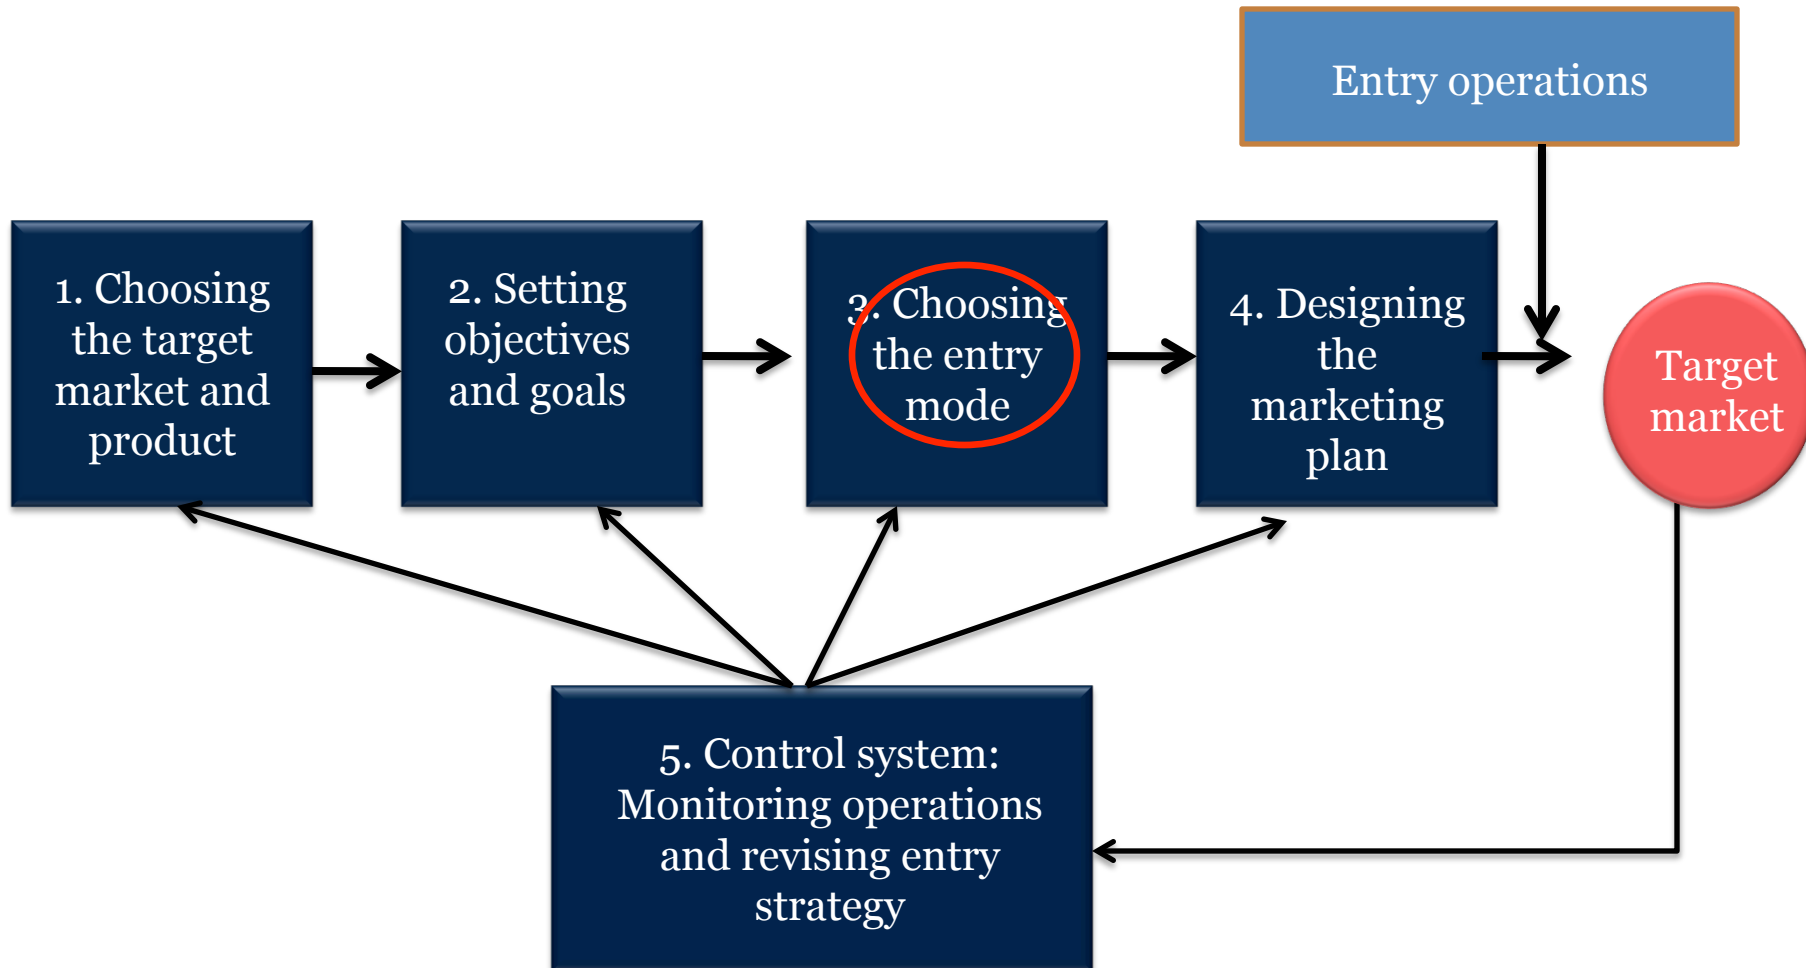 Entry operations
1. Choosing
the target
market and
product
2. Setting
objectives
and goals
3. Choosing
the entry
mode
4. Designing
the
marketing
plan
Target
market
5. Control system:
Monitoring operations
and revising entry
strategy